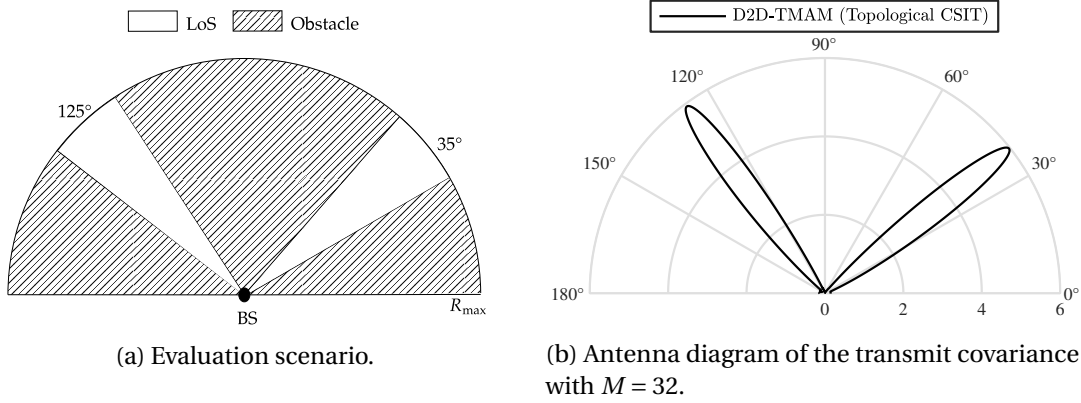 LoS Obstacle
125°
35°
BS
R_max
(a) Evaluation scenario.
D2D-TMAM (Topological CSIT)
90°
120°
60°
150°
30°
180°
0°
0 2 4 6
(b) Antenna diagram of the transmit covariance
with M = 32.